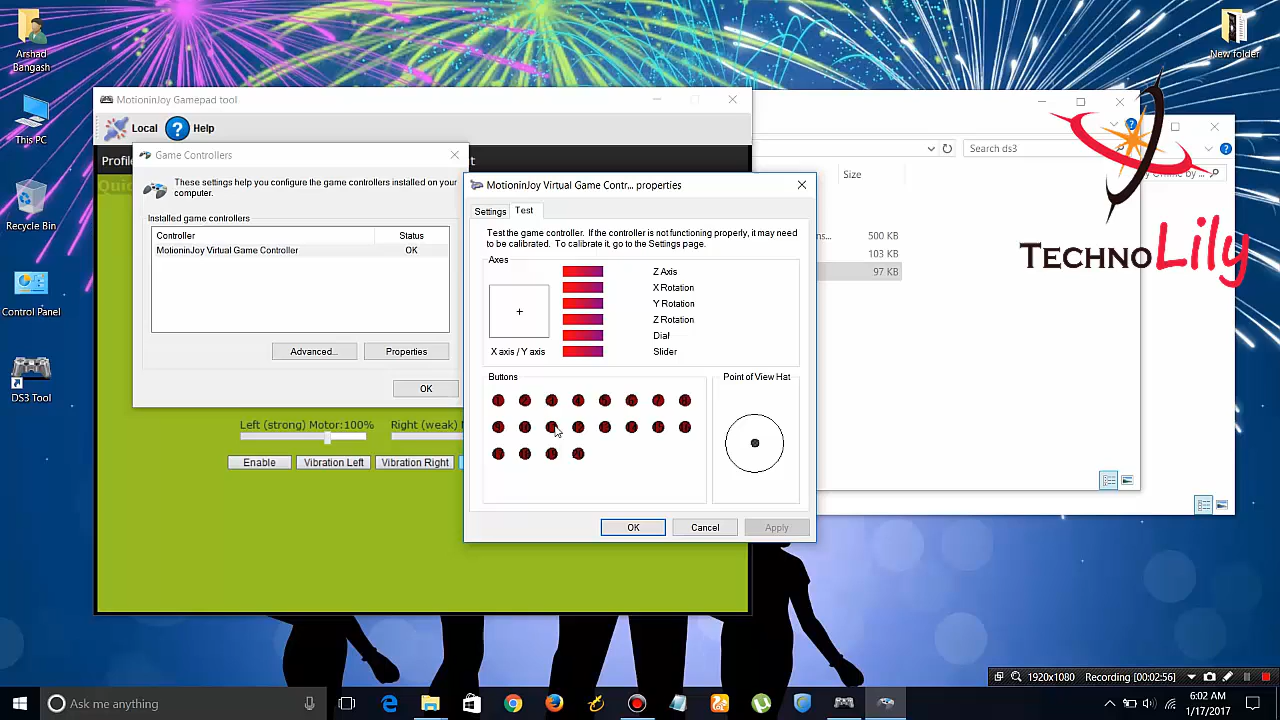 Arshad
Bangash
This PC
Recycle Bin
Control Panel
DS3 Tool
New folder
MotioninJoy Gamepad tool
Local
Help
Profile
t
Game Controllers
These settings help you configure the game controllers installed on your
computer.
Installed game controllers
Controller
Status
MotioninJoy Virtual Game Controller
OK
Advanced...
Properties
OK
Left (strong) Motor:100%
Right (weak)
Enable
Vibration Left
Vibration Right
MotioninJoy Virtual Game Contr... properties
Settings
Test
Test the game controller. If the controller is not functioning properly, it may need
to be calibrated. To calibrate it, go to the Settings page.
Axes
Z Axis
X Rotation
Y Rotation
Z Rotation
Dial
Slider
X axis / Y axis
Buttons
Point of View Hat
OK
Cancel
Apply
Search ds3
Size
500 KB
103 KB
97 KB
TECHNOLily
1920x1080
Recording [00:02:56]
Ask me anything
6:02 AM
1/17/2017